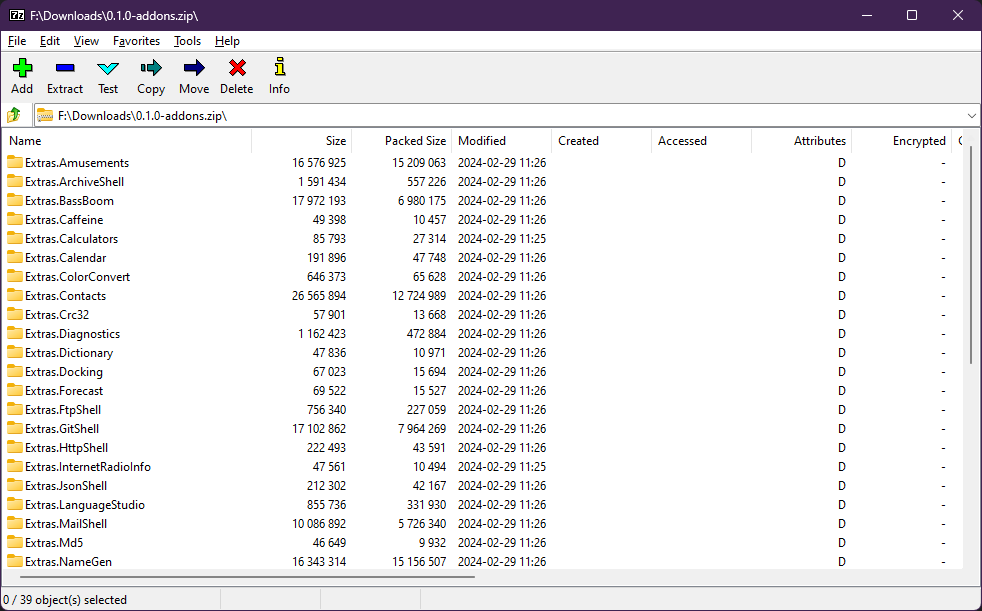 F:\Downloads\0.1.0-addons.zip\
File Edit View Favorites Tools Help
Add Extract Test Copy Move Delete Info
F:\Downloads\0.1.0-addons.zip\
Name Size Packed Size Modified Created Accessed Attributes Encrypted
Extras.Amusements 16 576 925 15 209 063 2024-02-29 11:26 D -
Extras.ArchiveShell 1 591 434 557 226 2024-02-29 11:26 D -
Extras.BassBoom 17 972 193 6 980 175 2024-02-29 11:26 D -
Extras.Caffeine 49 398 10 457 2024-02-29 11:26 D -
Extras.Calculators 85 793 27 314 2024-02-29 11:25 D -
Extras.Calendar 191 896 47 748 2024-02-29 11:26 D -
Extras.ColorConvert 646 373 65 628 2024-02-29 11:26 D -
Extras.Contacts 26 565 894 12 724 989 2024-02-29 11:26 D -
Extras.Crc32 57 901 13 668 2024-02-29 11:26 D -
Extras.Diagnostics 1 162 423 472 884 2024-02-29 11:26 D -
Extras.Dictionary 47 836 10 971 2024-02-29 11:26 D -
Extras.Docking 67 023 15 694 2024-02-29 11:26 D -
Extras.Forecast 69 522 15 527 2024-02-29 11:26 D -
Extras.FtpShell 756 340 227 059 2024-02-29 11:26 D -
Extras.GitShell 17 102 862 7 964 269 2024-02-29 11:26 D -
Extras.HttpShell 222 493 43 591 2024-02-29 11:26 D -
Extras.InternetRadioInfo 47 561 10 494 2024-02-29 11:25 D -
Extras.JsonShell 212 302 42 167 2024-02-29 11:26 D -
Extras.LanguageStudio 855 736 331 930 2024-02-29 11:26 D -
Extras.MailShell 10 086 892 5 726 340 2024-02-29 11:26 D -
Extras.Md5 46 649 9 932 2024-02-29 11:26 D -
Extras.NameGen 16 343 314 15 156 507 2024-02-29 11:26 D -
0 / 39 object(s) selected